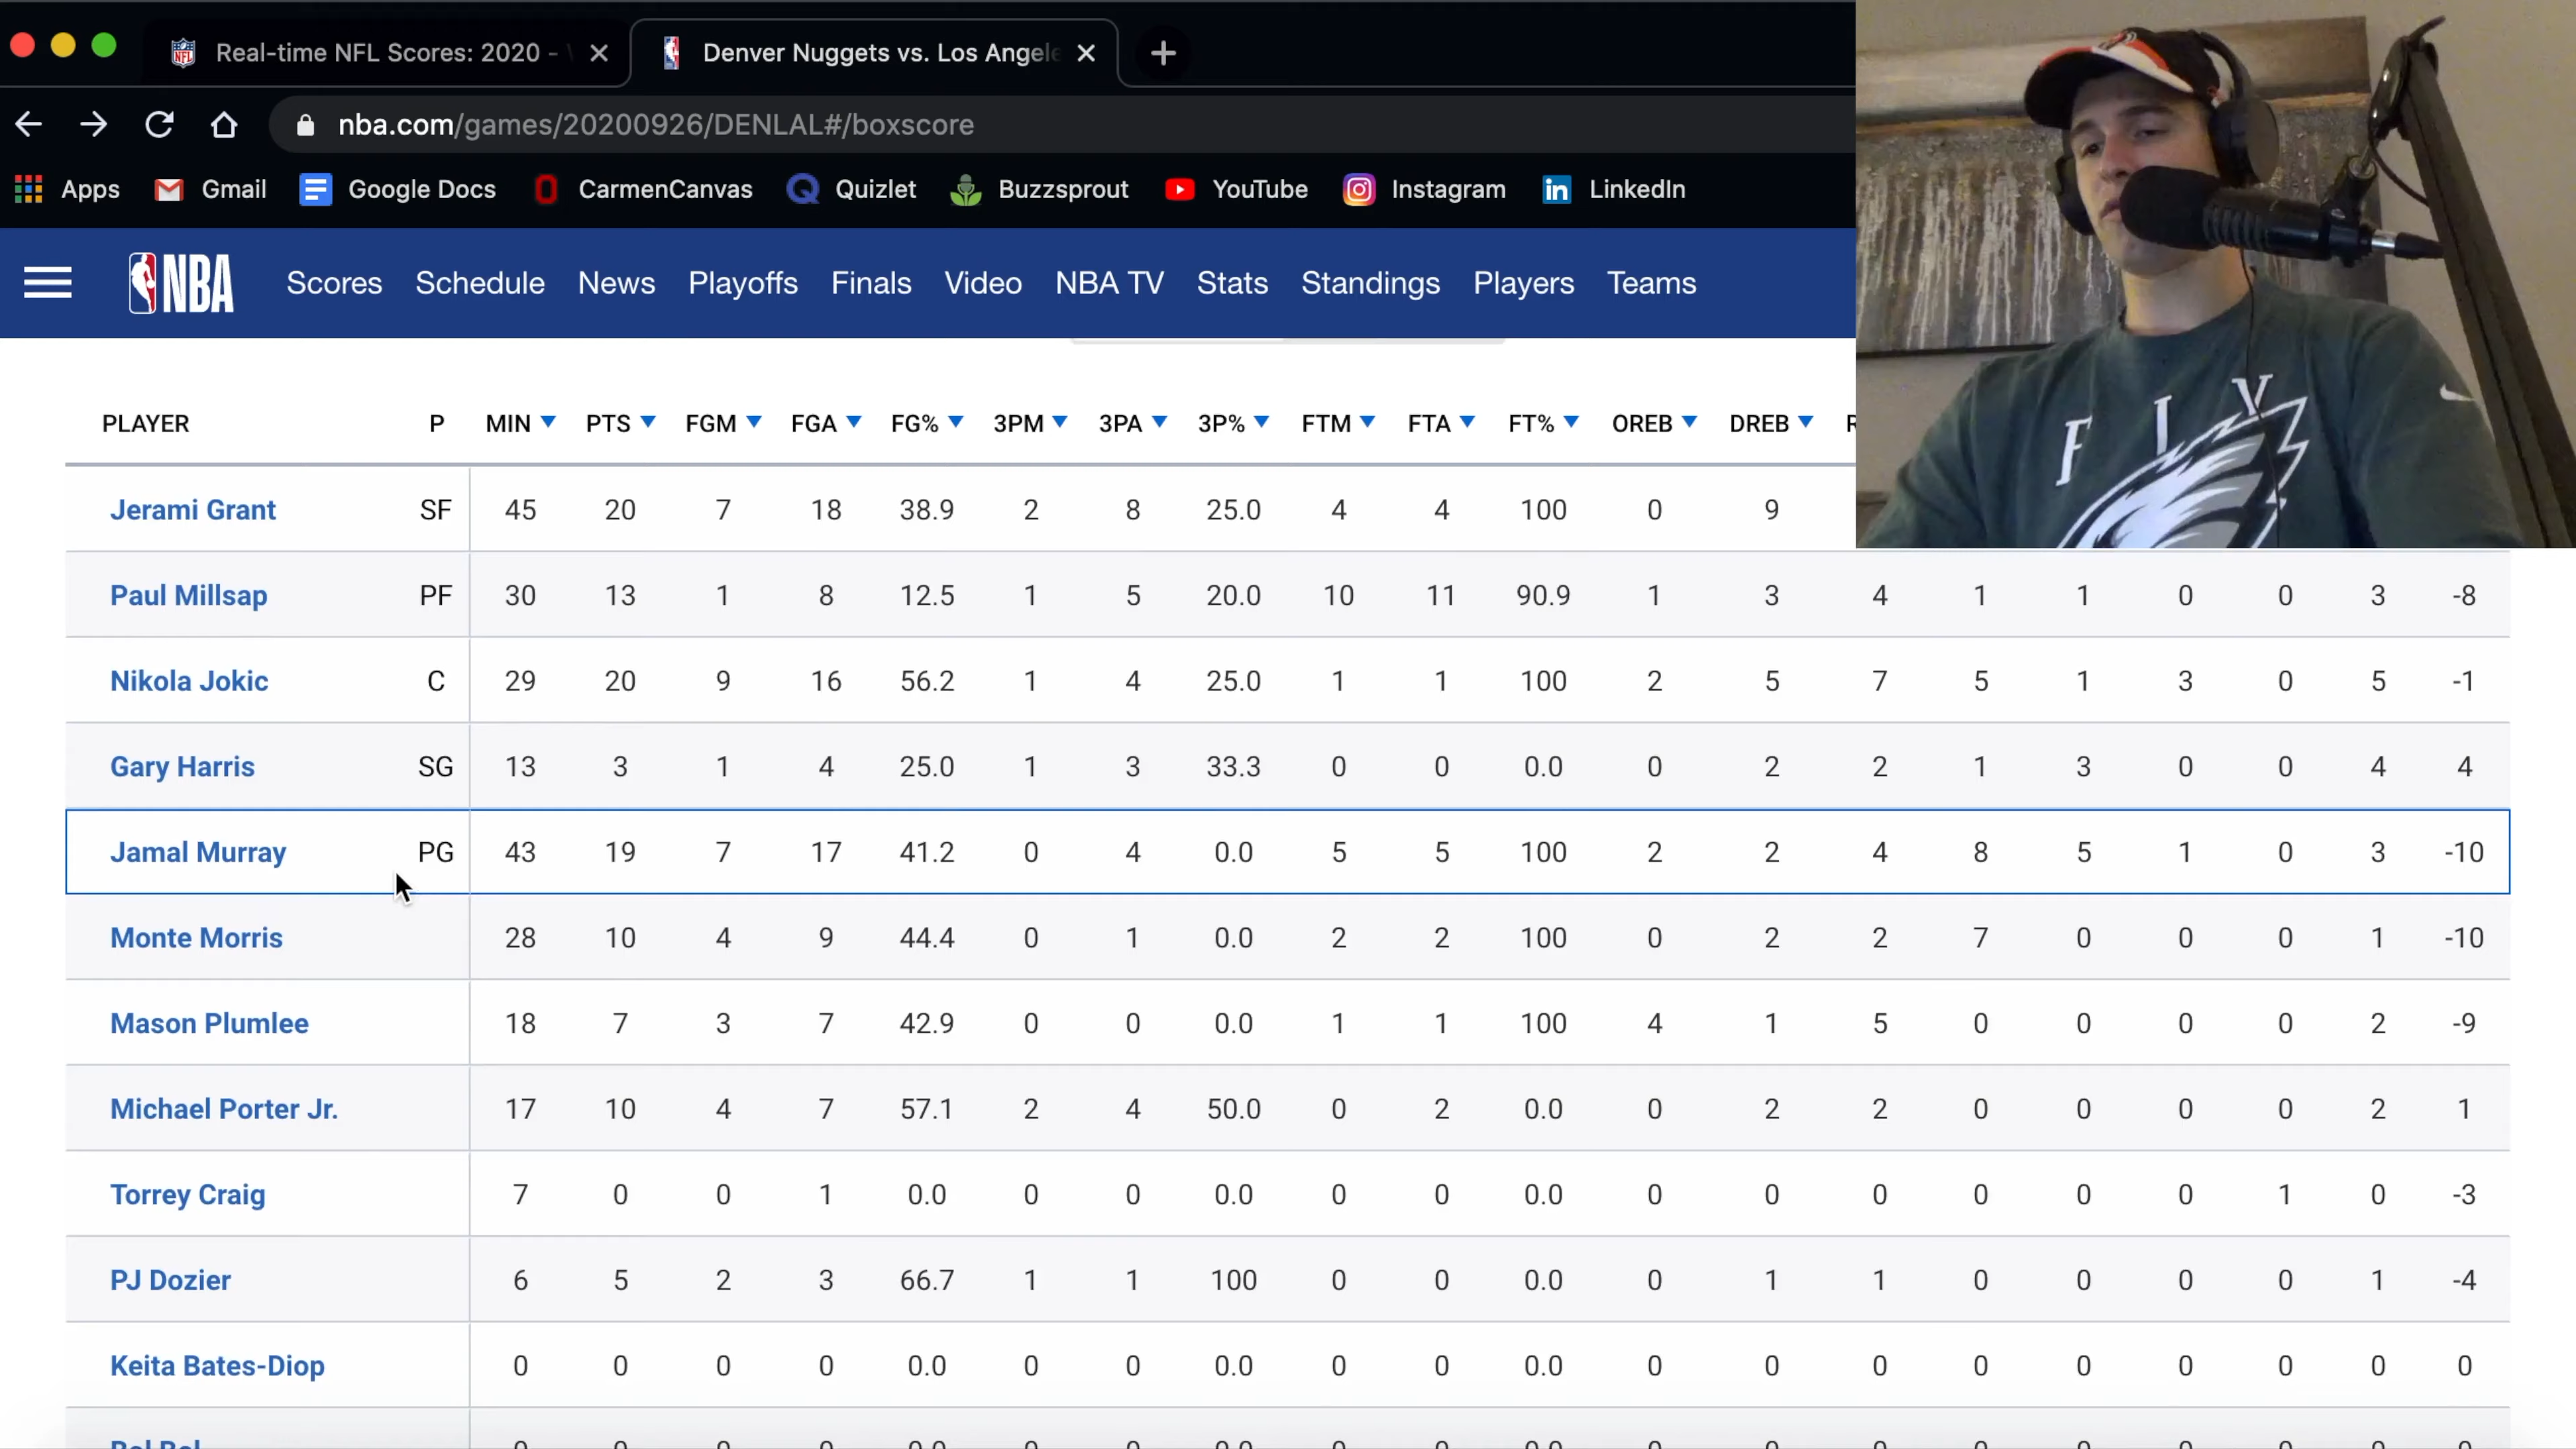 Real-time NFL Scores: 2020 -
Denver Nuggets vs. Los Angele
nba.com/games/20200926/DENLAL#/boxscore
Apps Gmail Google Docs CarmenCanvas Quizlet Buzzsprout YouTube Instagram LinkedIn
NBA Scores Schedule News Playoffs Finals Video NBA TV Stats Standings Players Teams
FLY
PLAYER P MIN PTS FGM FGA FG% 3PM 3PA 3P% FTM FTA FT% OREB DREB
Jerami Grant SF 45 20 7 18 38.9 2 8 25.0 4 4 100 0 9
Paul Millsap PF 30 13 1 8 12.5 1 5 20.0 10 11 90.9 1 3 4 1 1 0 0 3 -8
Nikola Jokic C 29 20 9 16 56.2 1 4 25.0 1 1 100 2 5 7 5 1 3 0 5 -1
Gary Harris SG 13 3 1 4 25.0 1 3 33.3 0 0 0.0 0 2 2 1 3 0 0 4 4
Jamal Murray PG 43 19 7 17 41.2 0 4 0.0 5 5 100 2 2 4 8 5 1 0 3 -10
Monte Morris 28 10 4 9 44.4 0 1 0.0 2 2 100 0 2 2 7 0 0 0 1 -10
Mason Plumlee 18 7 3 7 42.9 0 0 0.0 1 1 100 4 1 5 0 0 0 0 2 -9
Michael Porter Jr. 17 10 4 7 57.1 2 4 50.0 0 2 0.0 0 2 2 0 0 0 0 2 1
Torrey Craig 7 0 0 1 0.0 0 0 0.0 0 0 0.0 0 0 0 0 0 0 1 0 -3
PJ Dozier 6 5 2 3 66.7 1 1 100 0 0 0.0 0 1 1 0 0 0 0 1 -4
Keita Bates-Diop 0 0 0 0 0.0 0 0 0.0 0 0 0.0 0 0 0 0 0 0 0 0 0